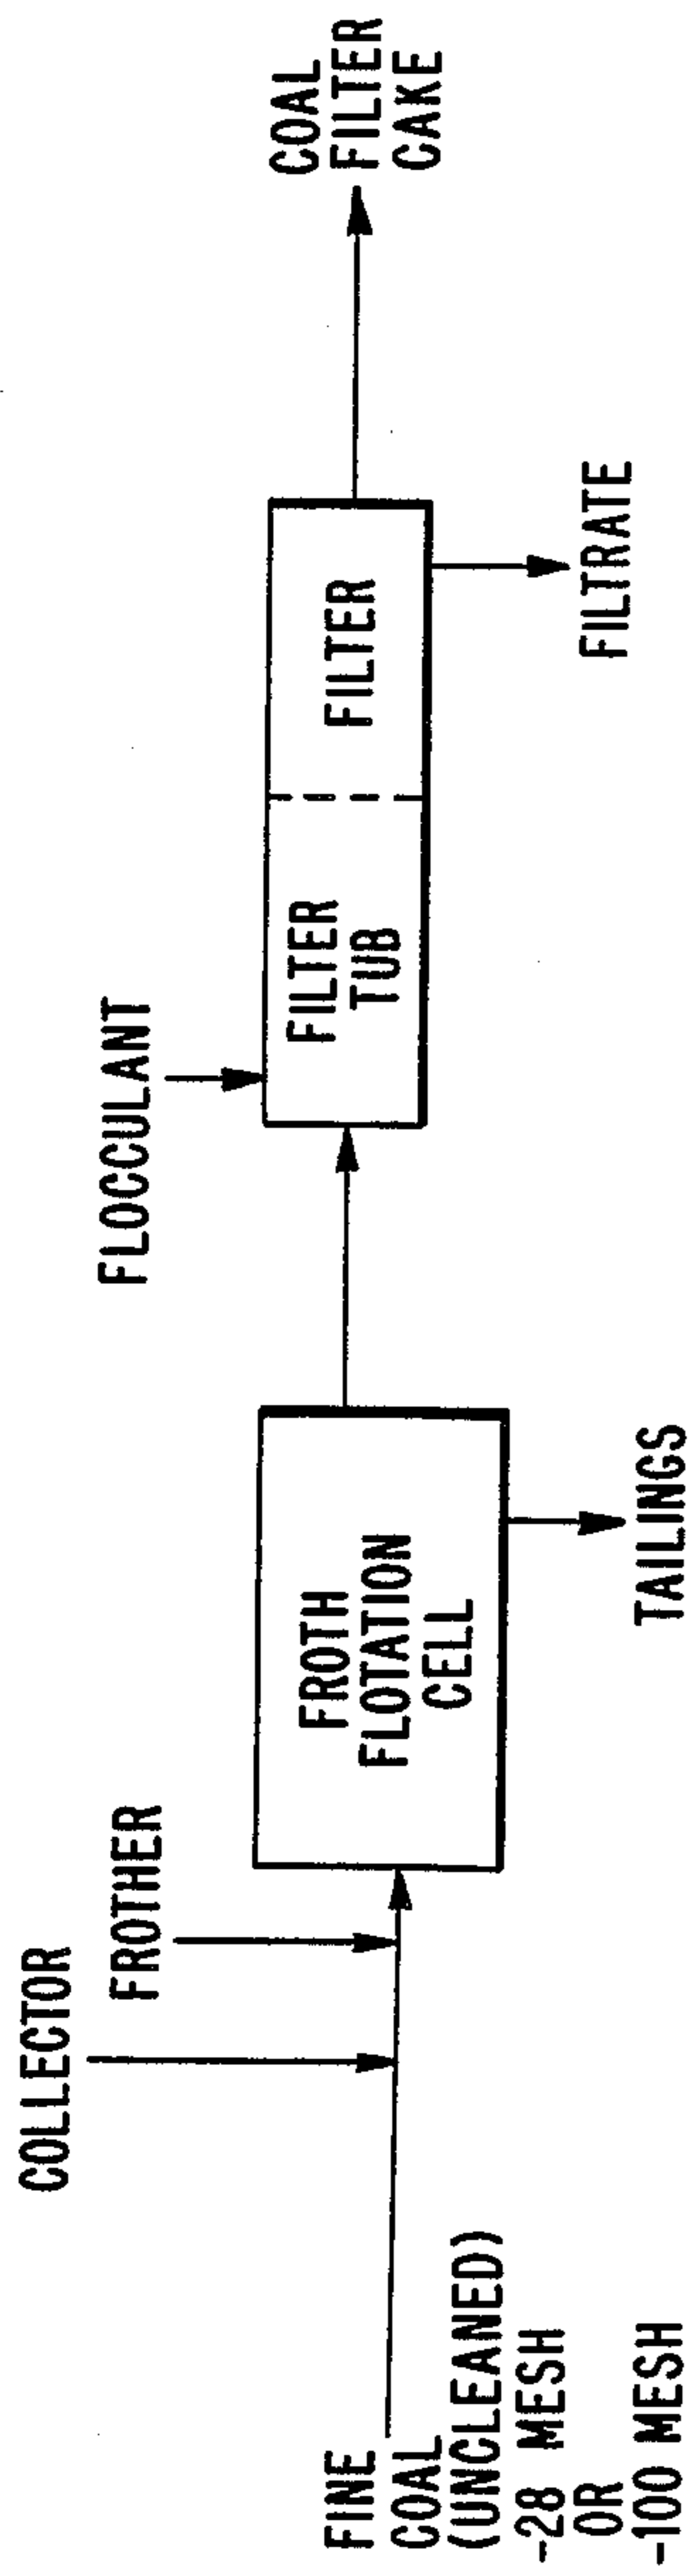 COLLECTOR
FROTHER
FINE
COAL
(UNCLEANED)
-28 MESH
OR
-100 MESH
FROTH
FLOTATION
CELL
TAILINGS
FLOCCULANT
FILTER
TUB
FILTER
FILTRATE
COAL
FILTER
CAKE